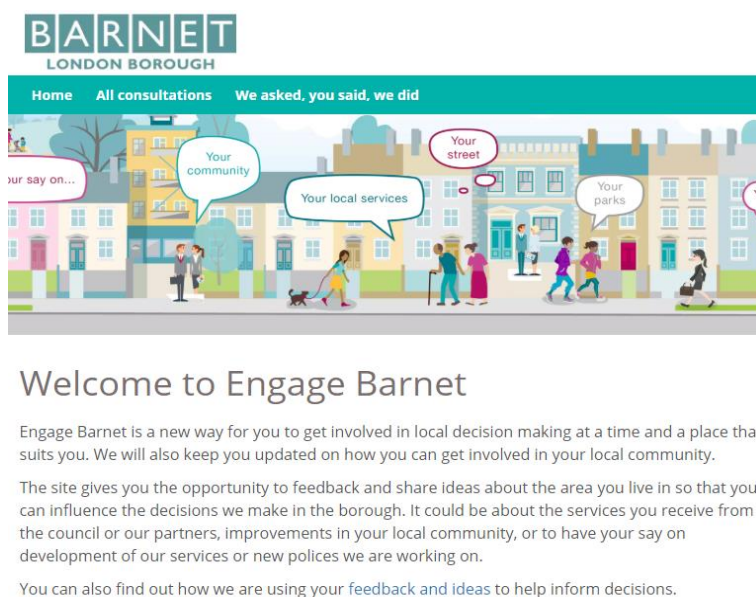 BARNET
LONDON BOROUGH
Home All consultations We asked, you said, we did
our say on...
Your
community
Your local services
Your
street
Your
parks
Welcome to Engage Barnet
Engage Barnet is a new way for you to get involved in local decision making at a time and a place tha
suits you. We will also keep you updated on how you can get involved in your local community.
The site gives you the opportunity to feedback and share ideas about the area you live in so that you
can influence the decisions we make in the borough. It could be about the services you receive from
the council or our partners, improvements in your local community, or to have your say on
development of our services or new polices we are working on.
You can also find out how we are using your feedback and ideas to help inform decisions.